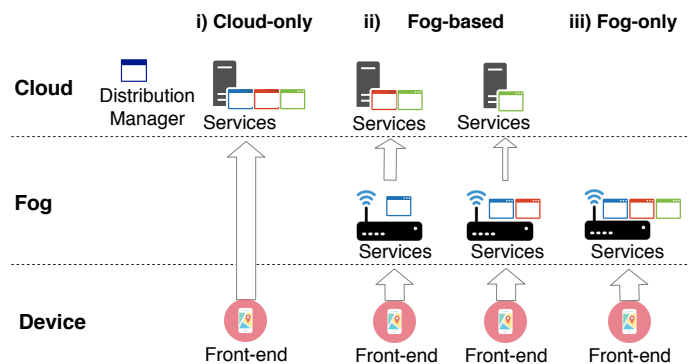 i) Cloud-only
ii) Fog-based
iii) Fog-only
Cloud
Distribution
Manager
Services
Services
Services
Fog
Services
Services
Services
Device
Front-end
Front-end
Front-end
Front-end